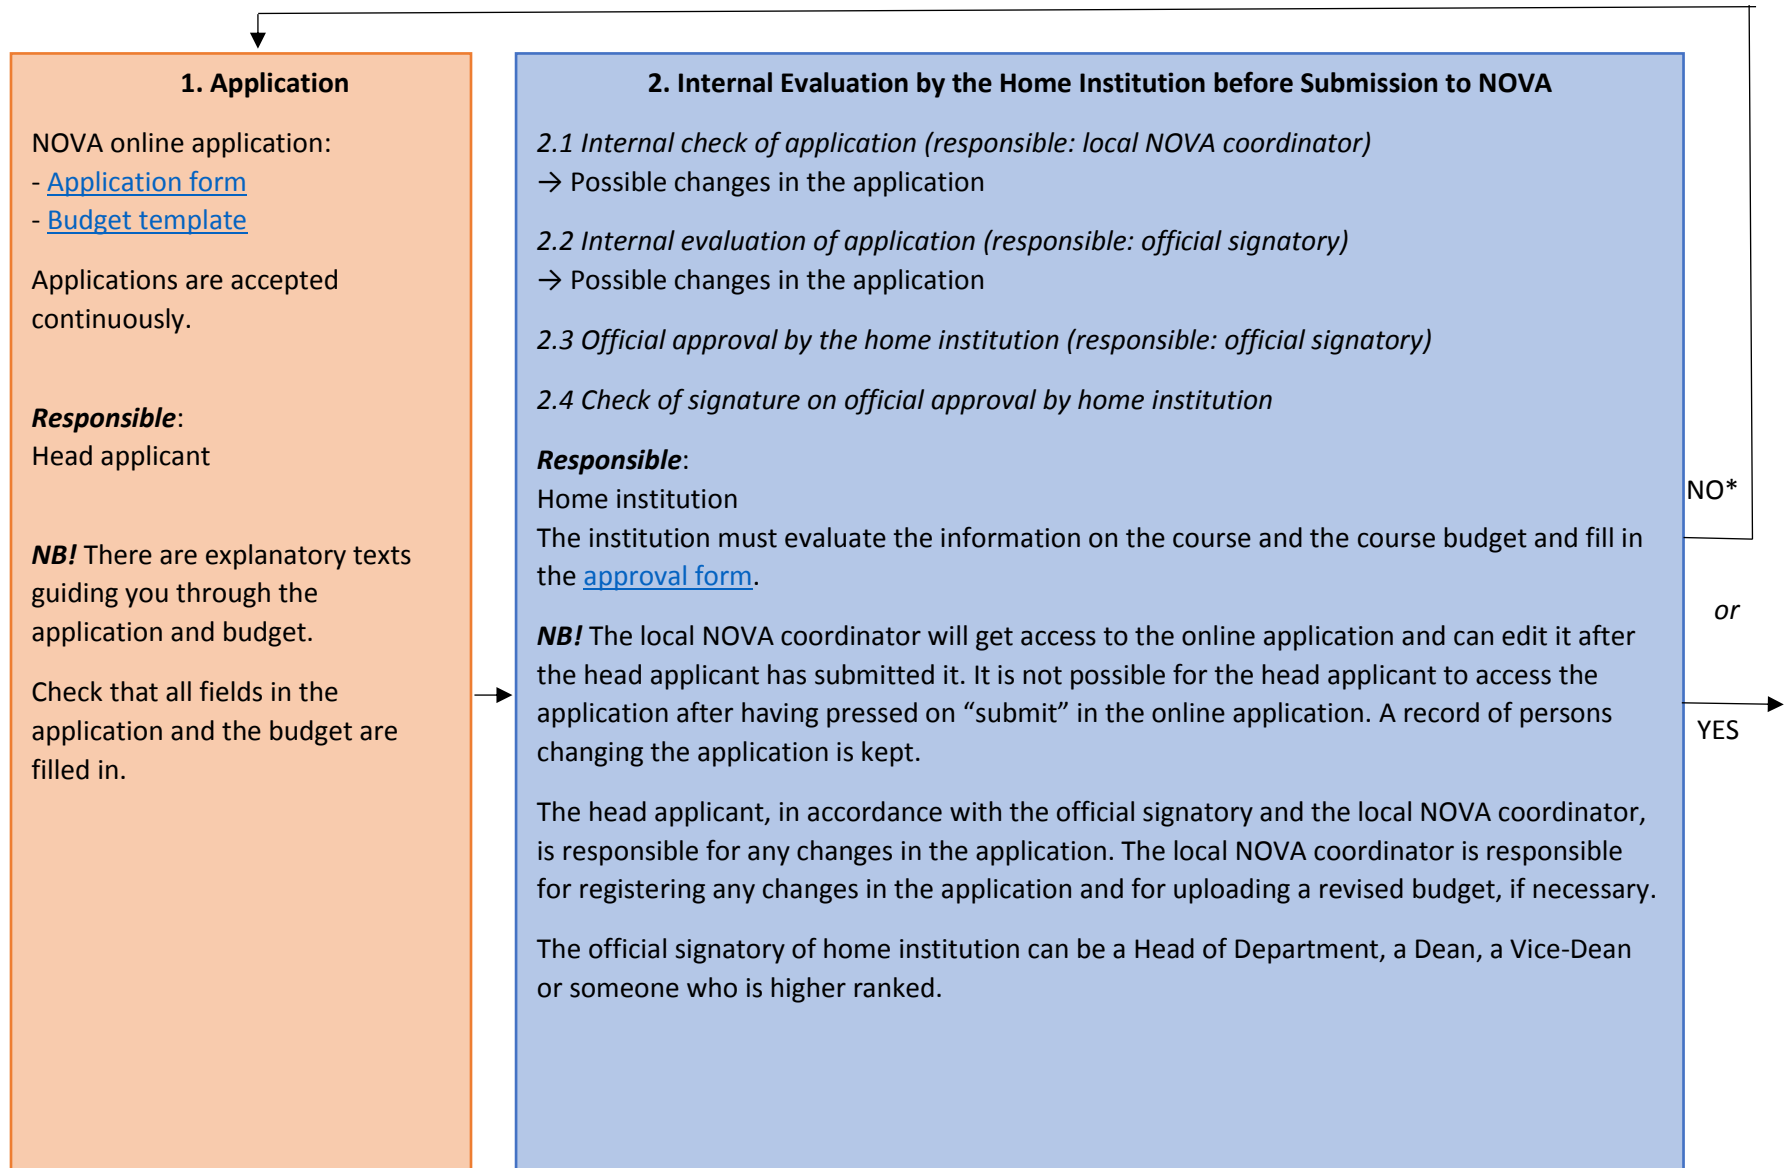 1. Application
NOVA online application:
- Application form
- Budget template
Applications are accepted
continuously.
Responsible:
Head applicant
NB! There are explanatory texts
guiding you through the
application and budget.
Check that all fields in the
application and the budget are
filled in.
2. Internal Evaluation by the Home Institution before Submission to NOVA
2.1 Internal check of application (responsible: local NOVA coordinator)
→ Possible changes in the application
2.2 Internal evaluation of application (responsible: official signatory)
→ Possible changes in the application
2.3 Official approval by the home institution (responsible: official signatory)
2.4 Check of signature on official approval by home institution
Responsible:
Home institution
The institution must evaluate the information on the course and the course budget and fill in
the approval form.
NB! The local NOVA coordinator will get access to the online application and can edit it after
the head applicant has submitted it. It is not possible for the head applicant to access the
application after having pressed on “submit” in the online application. A record of persons
changing the application is kept.
The head applicant, in accordance with the official signatory and the local NOVA coordinator,
is responsible for any changes in the application. The local NOVA coordinator is responsible
for registering any changes in the application and for uploading a revised budget, if necessary.
The official signatory of home institution can be a Head of Department, a Dean, a Vice-Dean
or someone who is higher ranked.
NO*
or
YES